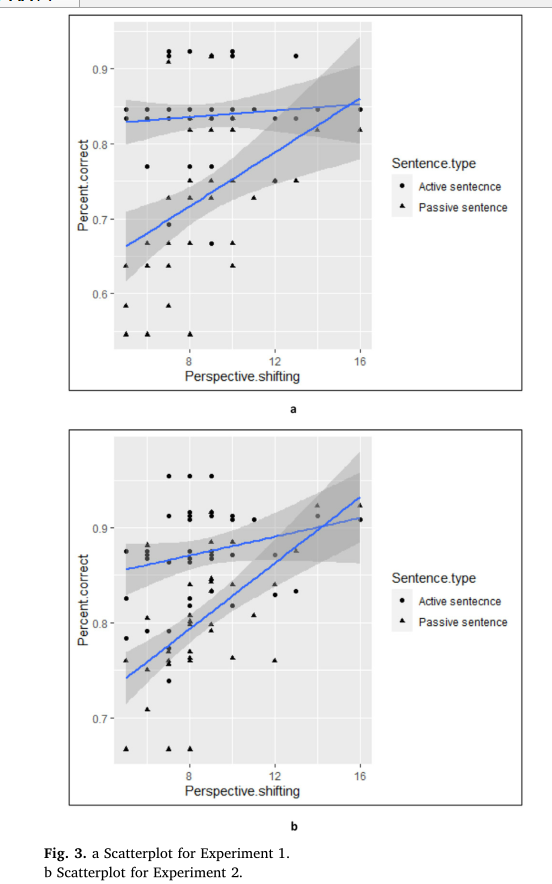 0.9
0.8
0.7
0.6
Percent.correct
8
12
16
Perspective.shifting
Sentence.type
Active sentecnce
Passive sentence
a
0.9
0.8
0.7
Percent.correct
8
12
16
Perspective.shifting
Sentence.type
Active sentecnce
Passive sentence
b
Fig. 3. a Scatterplot for Experiment 1.
b Scatterplot for Experiment 2.